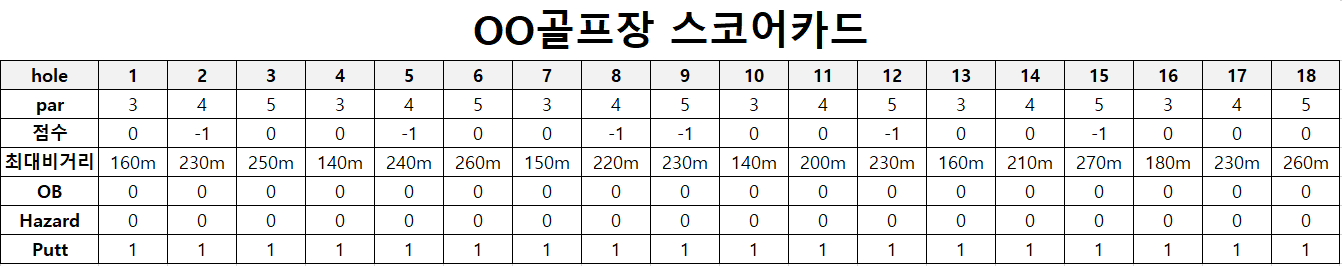 OO골프장 스코어카드
hole 1 2 3 4 5 6 7 8 9 10 11 12 13 14 15 16 17 18
par 3 4 5 3 4 5 3 4 5 3 4 5 3 4 5 3 4 5
점수 0 -1 0 0 -1 0 0 -1 -1 0 0 -1 0 0 -1 0 0 0
최대비거리 160m 230m 250m 140m 240m 260m 150m 220m 230m 140m 200m 230m 160m 210m 270m 180m 230m 260m
OB 0 0 0 0 0 0 0 0 0 0 0 0 0 0 0 0 0 0
Hazard 0 0 0 0 0 0 0 0 0 0 0 0 0 0 0 0 0 0
Putt 1 1 1 1 1 1 1 1 1 1 1 1 1 1 1 1 1 1